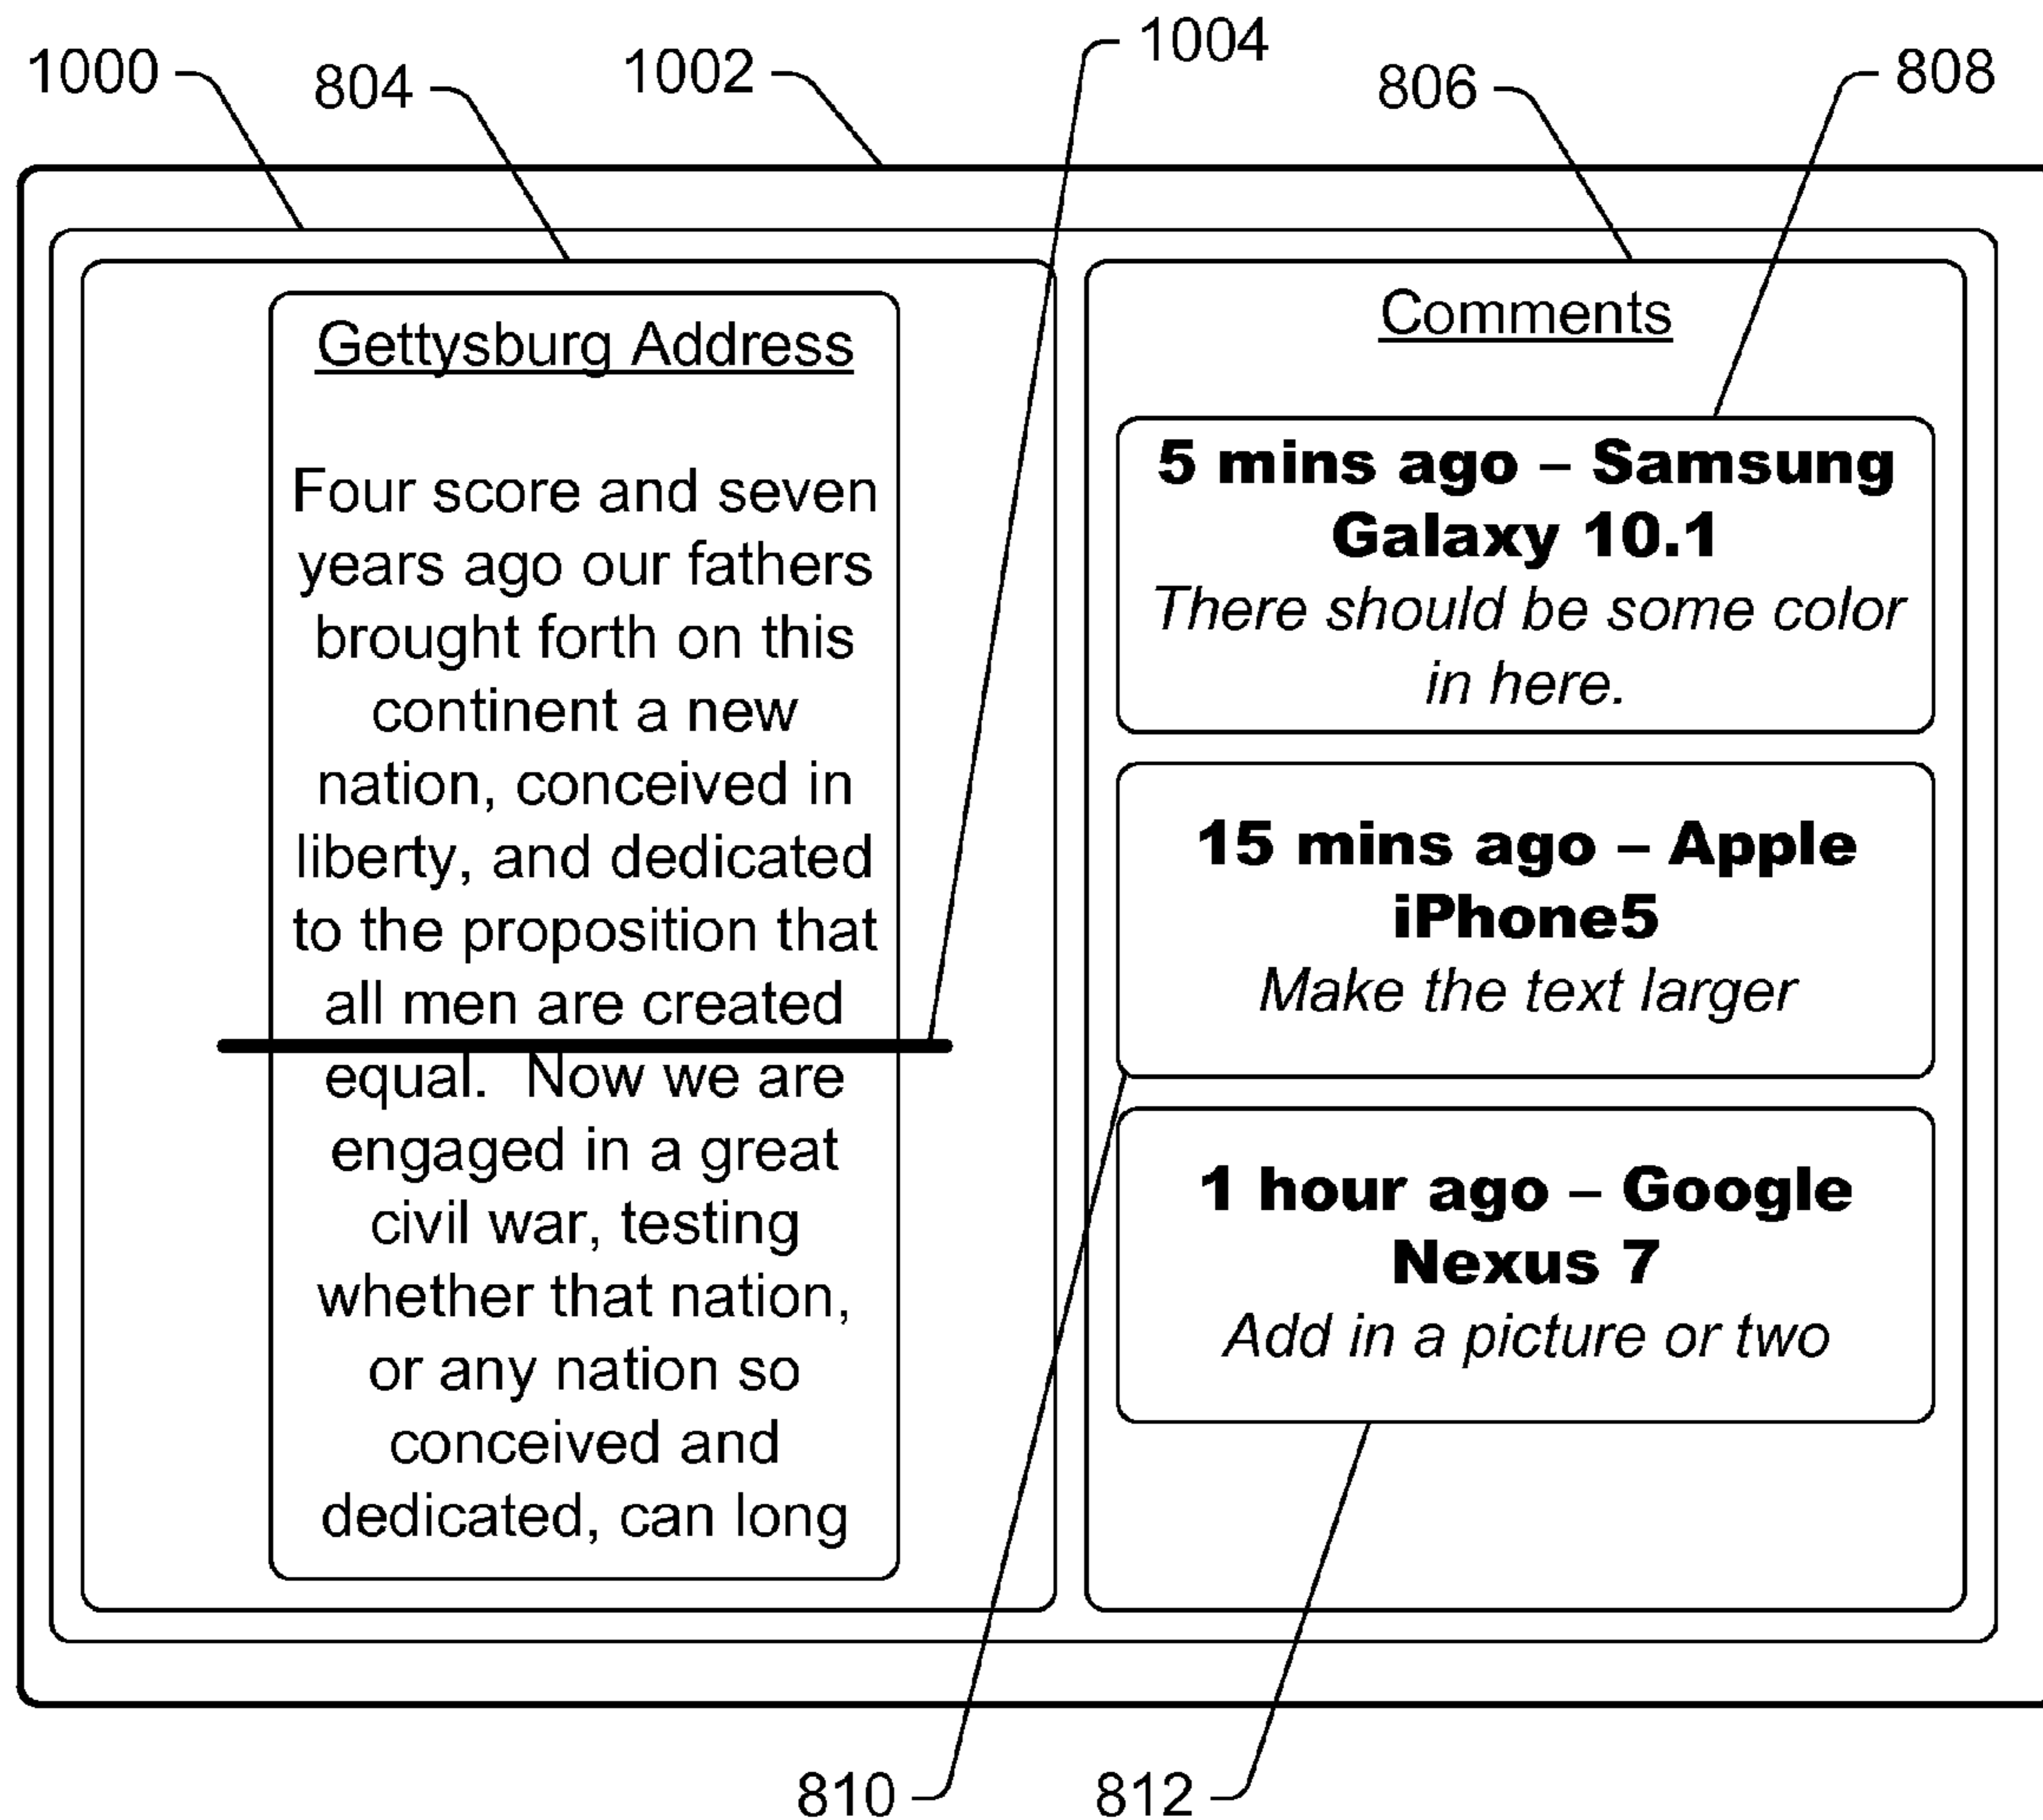 1000
804
1002
1004
806
808
Gettysburg Address
Four score and seven
years ago our fathers
brought forth on this
continent a new
nation, conceived in
liberty, and dedicated
to the proposition that
all men are created
equal.  Now we are
engaged in a great
civil war, testing
whether that nation,
or any nation so
conceived and
dedicated, can long
Comments
5 mins ago – Samsung
Galaxy 10.1
There should be some color
in here.
15 mins ago – Apple
iPhone5
Make the text larger
1 hour ago – Google
Nexus 7
Add in a picture or two
810
812